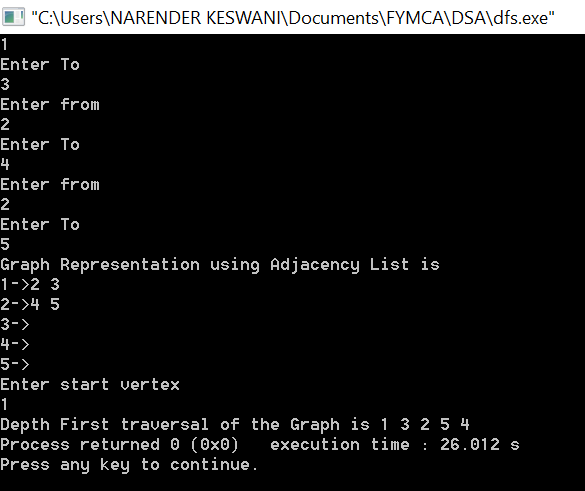 "C:\Users\NARENDER KESWANI\Documents\FYMCA\DSA\dfs.exe"
1
Enter To
3
Enter from
2
Enter To
4
Enter from
2
Enter To
5
Graph Representation using Adjacency List is
1->2 3
2->4 5
3->
4->
5->
Enter start vertex
1
Depth First traversal of the Graph is 1 3 2 5 4
Process returned 0 (0x0)   execution time : 26.012 s
Press any key to continue.